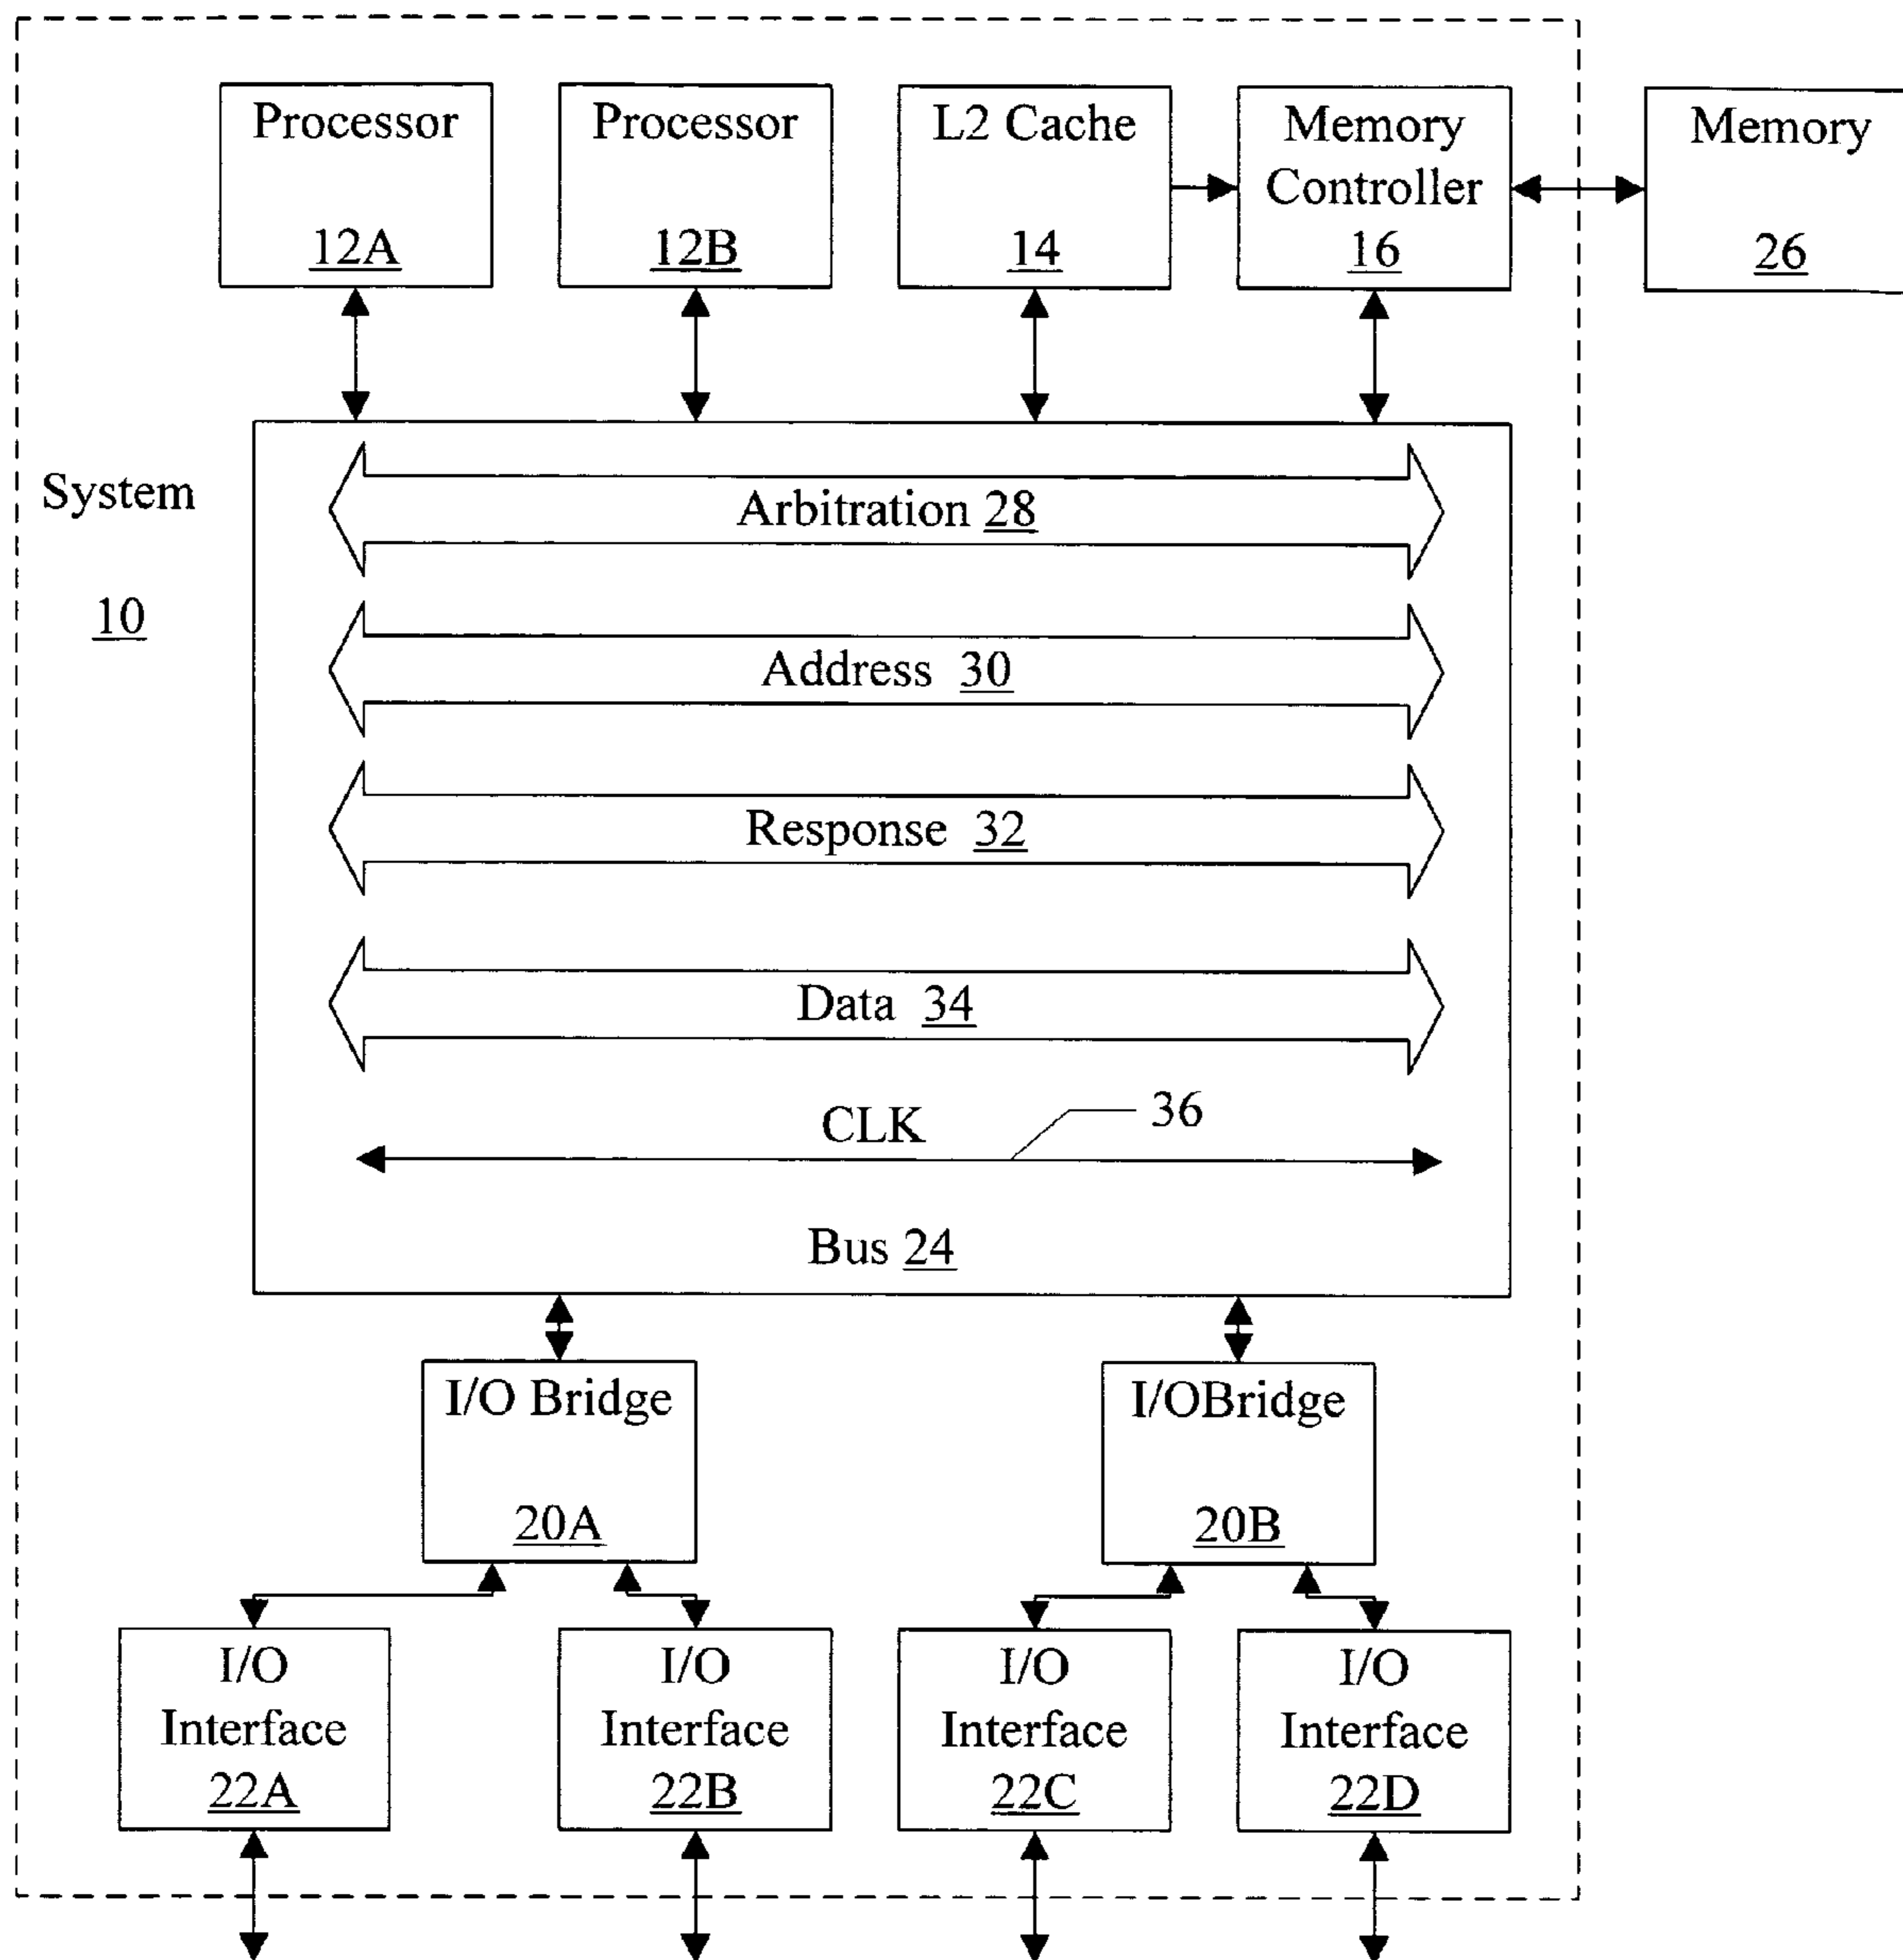 Processor
12A
Processor
12B
L2 Cache
14
Memory
Controller
16
Memory
26
System
10
Arbitration 28
Address 30
Response 32
Data 34
CLK
36
Bus 24
I/O Bridge
20A
I/OBridge
20B
I/O
Interface
22A
I/O
Interface
22B
I/O
Interface
22C
I/O
Interface
22D